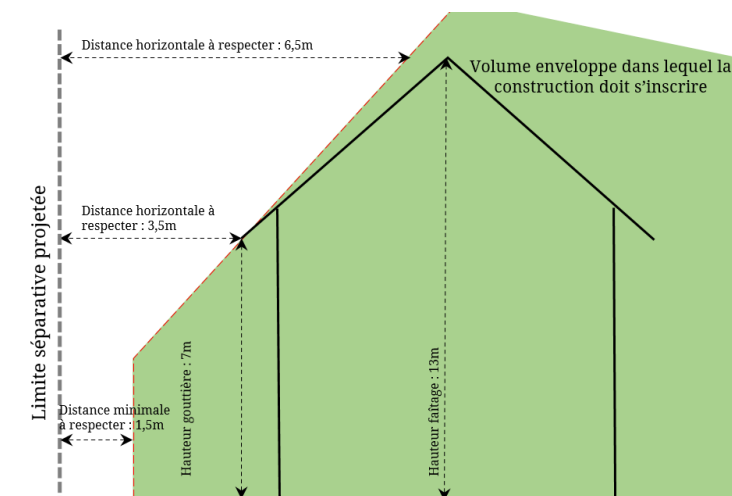 Distance horizontale à respecter : 6,5m
Volume enveloppe dans lequel la
construction doit s’inscrire
Limite séparative projetée
Distance horizontale à
respecter : 3,5m
Hauteur gouttière : 7m
Hauteur faîtage : 13m
Distance minimale
à respecter : 1,5m